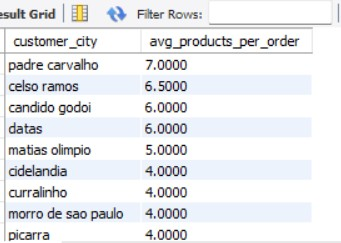 esult Grid Filter Rows:
customer_city avg_products_per_order
padre carvalho 7.0000
celso ramos 6.5000
candido godoi 6.0000
datas 6.0000
matias olimpio 5.0000
cidelandia 4.0000
curralinho 4.0000
morro de sao paulo 4.0000
picarra 4.0000